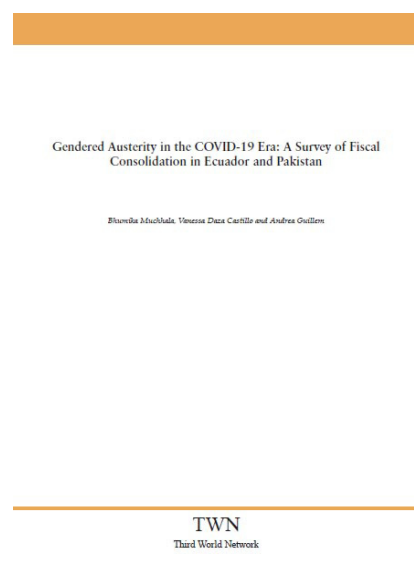 Gendered Austerity in the COVID-19 Era: A Survey of Fiscal
Consolidation in Ecuador and Pakistan
Bhumika Muchhala, Vanessa Daza Castillo and Andrea Guillem
TWN
Third World Network